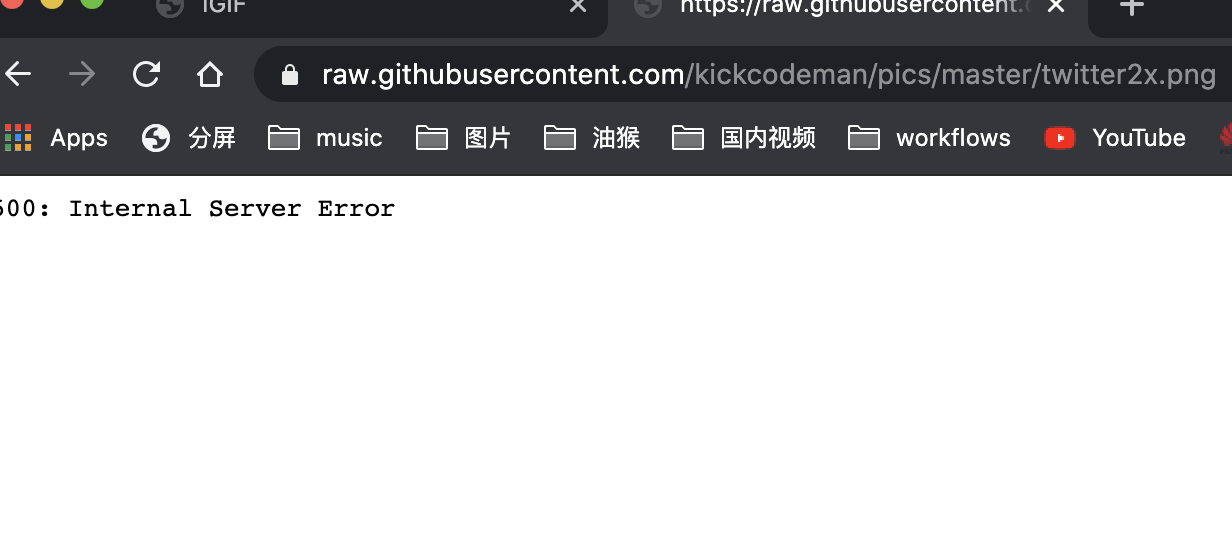 IGIF
https://raw.githubusercontent.
raw.githubusercontent.com/kickcodeman/pics/master/twitter2x.png
Apps 分屏 music 图片 油猴 国内视频 workflows YouTube
500: Internal Server Error